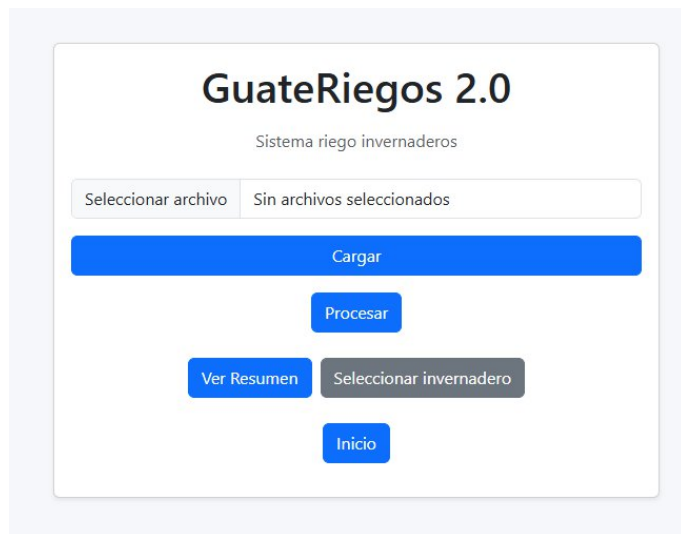 GuateRiegos 2.0
Sistema riego invernaderos
Seleccionar archivo Sin archivos seleccionados
Cargar
Procesar
Ver Resumen Seleccionar invernadero
Inicio